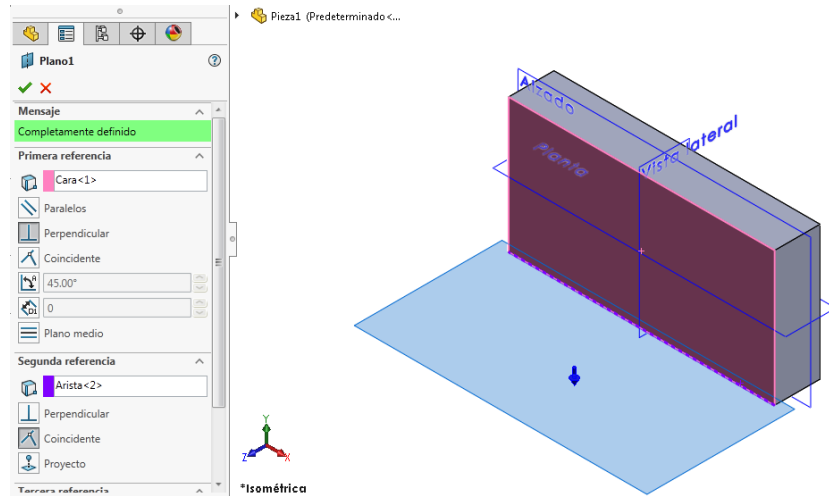 Pieza1 (Predeterminado<...
Plano1
Mensaje
Completamente definido
Primera referencia
Cara<1>
Paralelos
Perpendicular
Coincidente
45.00°
0
Plano medio
Segunda referencia
Arista<2>
Perpendicular
Coincidente
Proyecto
Tercera referencia
Alzado
Planta
Vista lateral
Y
Z
X
*Isométrica